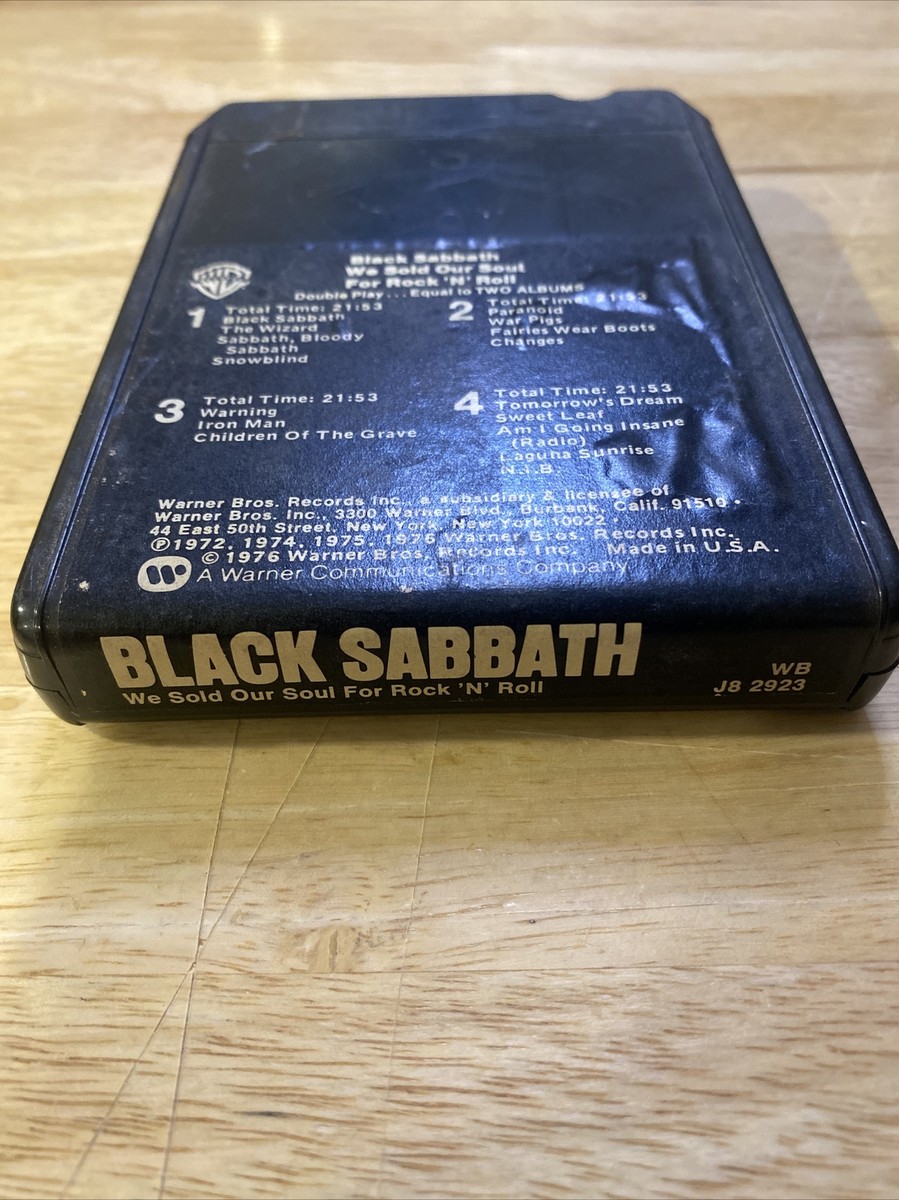 Black Sabbath
We Sold Our Soul
For Rock 'N' Roll
Double Play . . . Equal to TWO ALBUMS
1 Total Time: 21:53
Black Sabbath
The Wizard
Sabbath, Bloody
Sabbath
Snowblind
2 Total Time: 21:53
Paranoid
War Pigs
Fairies Wear Boots
Changes
3 Total Time: 21:53
Warning
Iron Man
Children Of The Grave
4 Total Time: 21:53
Tomorrow's Dream
Sweet Leaf
Am I Going Insane
(Radio)
Laguna Sunrise
N.I.B.
Warner Bros. Records Inc., a subsidiary & licensee of
Warner Bros. Inc., 3300 Warner Blvd., Burbank, Calif. 91510 •
44 East 50th Street, New York, New York 10022 •
℗ 1972, 1974, 1975, 1976 Warner Bros. Records Inc.
© 1976 Warner Bros. Records Inc. Made in U.S.A.
A Warner Communications Company
BLACK SABBATH
We Sold Our Soul For Rock 'N' Roll
WB
J8 2923